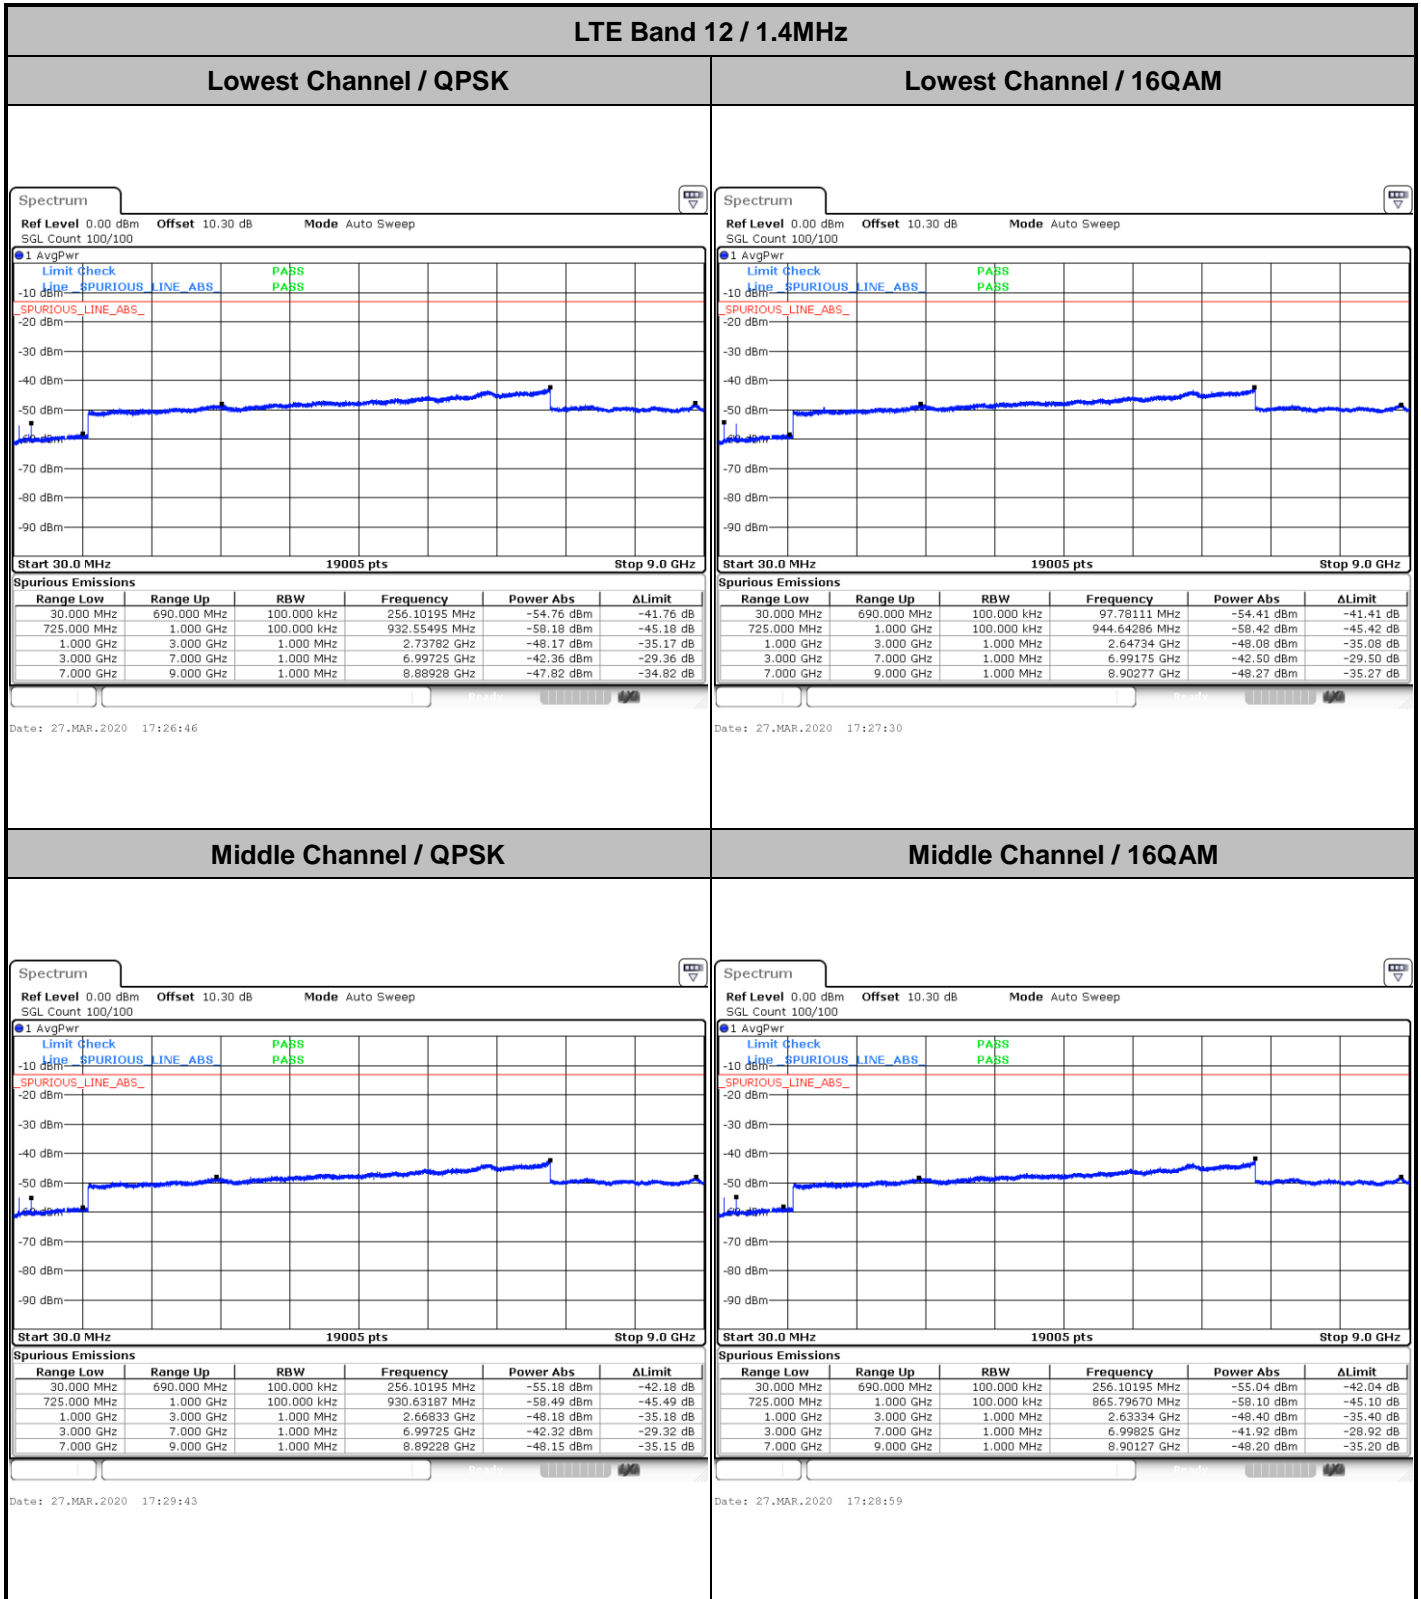 LTE Band 12 / 1.4MHz
Lowest Channel / QPSK
Lowest Channel / 16QAM
Spectrum
Ref Level 0.00 dBm Offset 10.30 dB Mode Auto Sweep
SGL Count 100/100
1 AvgPwr
Limit Check PASS
Line _SPURIOUS_LINE_ABS_ PASS
-10 dBm
_SPURIOUS_LINE_ABS_
-20 dBm
-30 dBm
-40 dBm
-50 dBm
-60 dBm
-70 dBm
-80 dBm
-90 dBm
Start 30.0 MHz 19005 pts Stop 9.0 GHz
Spurious Emissions
Range Low Range Up RBW Frequency Power Abs ΔLimit
30.000 MHz 690.000 MHz 100.000 kHz 256.10195 MHz -54.76 dBm -41.76 dB
725.000 MHz 1.000 GHz 100.000 kHz 932.55495 MHz -58.18 dBm -45.18 dB
1.000 GHz 3.000 GHz 1.000 MHz 2.73782 GHz -48.17 dBm -35.17 dB
3.000 GHz 7.000 GHz 1.000 MHz 6.99725 GHz -42.36 dBm -29.36 dB
7.000 GHz 9.000 GHz 1.000 MHz 8.88928 GHz -47.82 dBm -34.82 dB
Ready
Date: 27.MAR.2020 17:26:46
Spectrum
Ref Level 0.00 dBm Offset 10.30 dB Mode Auto Sweep
SGL Count 100/100
1 AvgPwr
Limit Check PASS
Line _SPURIOUS_LINE_ABS_ PASS
-10 dBm
_SPURIOUS_LINE_ABS_
-20 dBm
-30 dBm
-40 dBm
-50 dBm
-60 dBm
-70 dBm
-80 dBm
-90 dBm
Start 30.0 MHz 19005 pts Stop 9.0 GHz
Spurious Emissions
Range Low Range Up RBW Frequency Power Abs ΔLimit
30.000 MHz 690.000 MHz 100.000 kHz 97.78111 MHz -54.41 dBm -41.41 dB
725.000 MHz 1.000 GHz 100.000 kHz 944.64286 MHz -58.42 dBm -45.42 dB
1.000 GHz 3.000 GHz 1.000 MHz 2.64734 GHz -48.08 dBm -35.08 dB
3.000 GHz 7.000 GHz 1.000 MHz 6.99175 GHz -42.50 dBm -29.50 dB
7.000 GHz 9.000 GHz 1.000 MHz 8.90277 GHz -48.27 dBm -35.27 dB
Ready
Date: 27.MAR.2020 17:27:30
Middle Channel / QPSK
Middle Channel / 16QAM
Spectrum
Ref Level 0.00 dBm Offset 10.30 dB Mode Auto Sweep
SGL Count 100/100
1 AvgPwr
Limit Check PASS
Line _SPURIOUS_LINE_ABS_ PASS
-10 dBm
_SPURIOUS_LINE_ABS_
-20 dBm
-30 dBm
-40 dBm
-50 dBm
-60 dBm
-70 dBm
-80 dBm
-90 dBm
Start 30.0 MHz 19005 pts Stop 9.0 GHz
Spurious Emissions
Range Low Range Up RBW Frequency Power Abs ΔLimit
30.000 MHz 690.000 MHz 100.000 kHz 256.10195 MHz -55.18 dBm -42.18 dB
725.000 MHz 1.000 GHz 100.000 kHz 930.63187 MHz -58.49 dBm -45.49 dB
1.000 GHz 3.000 GHz 1.000 MHz 2.66833 GHz -48.18 dBm -35.18 dB
3.000 GHz 7.000 GHz 1.000 MHz 6.99725 GHz -42.32 dBm -29.32 dB
7.000 GHz 9.000 GHz 1.000 MHz 8.89228 GHz -48.15 dBm -35.15 dB
Ready
Date: 27.MAR.2020 17:29:43
Spectrum
Ref Level 0.00 dBm Offset 10.30 dB Mode Auto Sweep
SGL Count 100/100
1 AvgPwr
Limit Check PASS
Line _SPURIOUS_LINE_ABS_ PASS
-10 dBm
_SPURIOUS_LINE_ABS_
-20 dBm
-30 dBm
-40 dBm
-50 dBm
-60 dBm
-70 dBm
-80 dBm
-90 dBm
Start 30.0 MHz 19005 pts Stop 9.0 GHz
Spurious Emissions
Range Low Range Up RBW Frequency Power Abs ΔLimit
30.000 MHz 690.000 MHz 100.000 kHz 256.10195 MHz -55.04 dBm -42.04 dB
725.000 MHz 1.000 GHz 100.000 kHz 865.79670 MHz -58.10 dBm -45.10 dB
1.000 GHz 3.000 GHz 1.000 MHz 2.63334 GHz -48.40 dBm -35.40 dB
3.000 GHz 7.000 GHz 1.000 MHz 6.99825 GHz -41.92 dBm -28.92 dB
7.000 GHz 9.000 GHz 1.000 MHz 8.90127 GHz -48.20 dBm -35.20 dB
Ready
Date: 27.MAR.2020 17:28:59